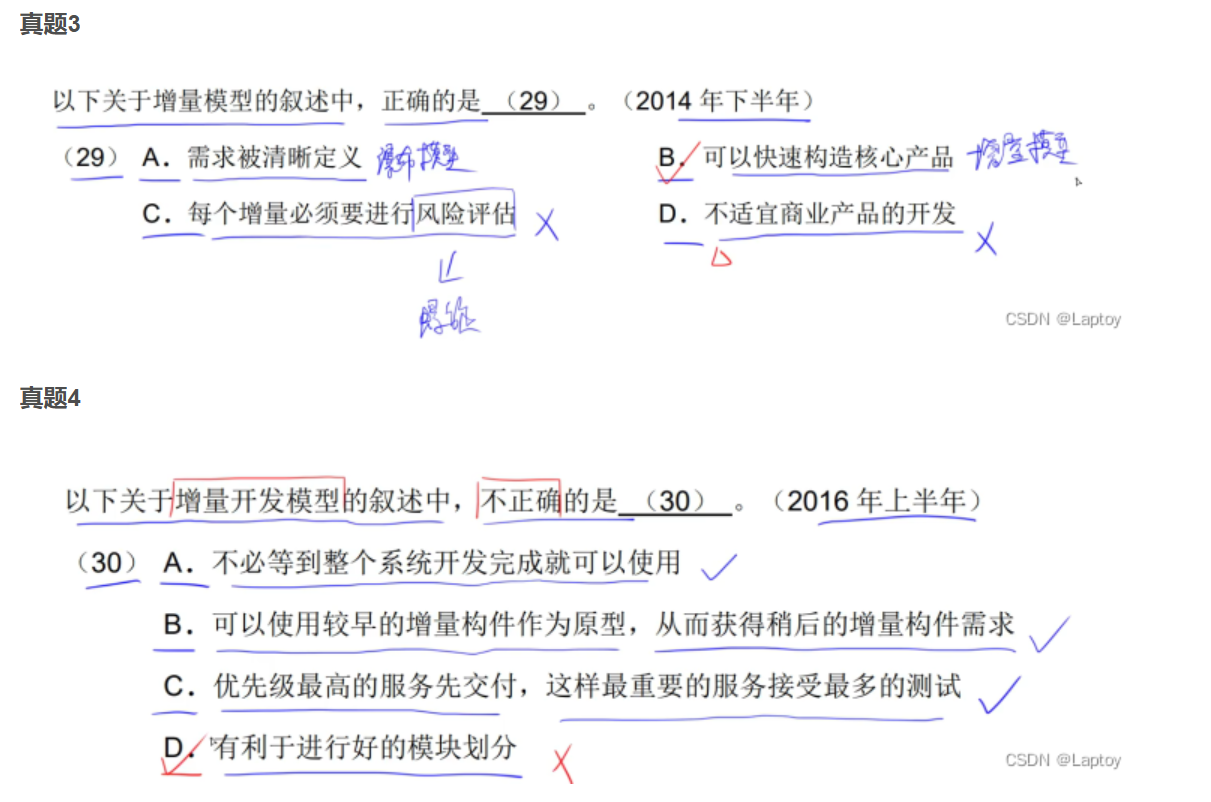 真题3
以下关于增量模型的叙述中，正确的是 （29） 。（2014 年下半年）
（29） A．需求被清晰定义 瀑布模型 B．可以快速构造核心产品 增量模型
C．每个增量必须要进行风险评估 D．不适宜商业产品的开发
CSDN @Laptoy
真题4
以下关于增量开发模型的叙述中，不正确的是 （30） 。（2016 年上半年）
（30） A．不必等到整个系统开发完成就可以使用
B．可以使用较早的增量构件作为原型，从而获得稍后的增量构件需求
C．优先级最高的服务先交付，这样最重要的服务接受最多的测试
D．有利于进行好的模块划分
CSDN @Laptoy